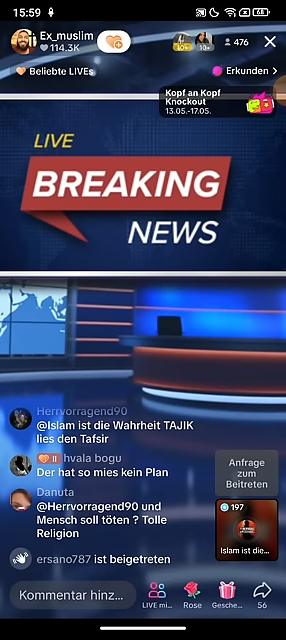 15:59
68
Ex_muslim
114.3K
40+
10+
476
Beliebte LIVEs
Erkunden
Kopf an Kopf
Knockout
13.05.-17.05.
LIVE
BREAKING
NEWS
Herrvorragend90
@Islam ist die Wahrheit TAJIK
lies den Tafsir
II hvala bogu
Der hat so mies kein Plan
Danuta
@Herrvorragend90 und
Mensch soll töten ? Tolle
Religion
ersano787 ist beigetreten
Anfrage
zum
Beitreten
197
Islam ist die...
Kommentar hinz...
LIVE mi...
Rose
Gesche...
56